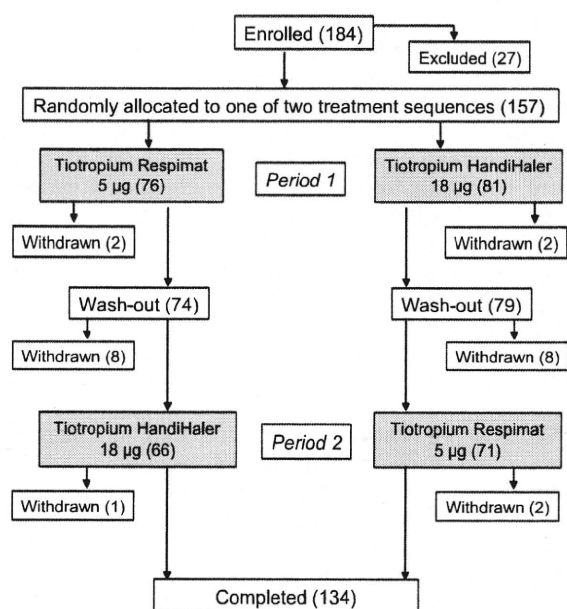 Enrolled (184)
Excluded (27)
Randomly allocated to one of two treatment sequences (157)
Tiotropium Respimat
5 µg (76)
Period 1
Tiotropium HandiHaler
18 µg (81)
Withdrawn (2)
Withdrawn (2)
Wash-out (74)
Wash-out (79)
Withdrawn (8)
Withdrawn (8)
Tiotropium HandiHaler
18 µg (66)
Period 2
Tiotropium Respimat
5 µg (71)
Withdrawn (1)
Withdrawn (2)
Completed (134)